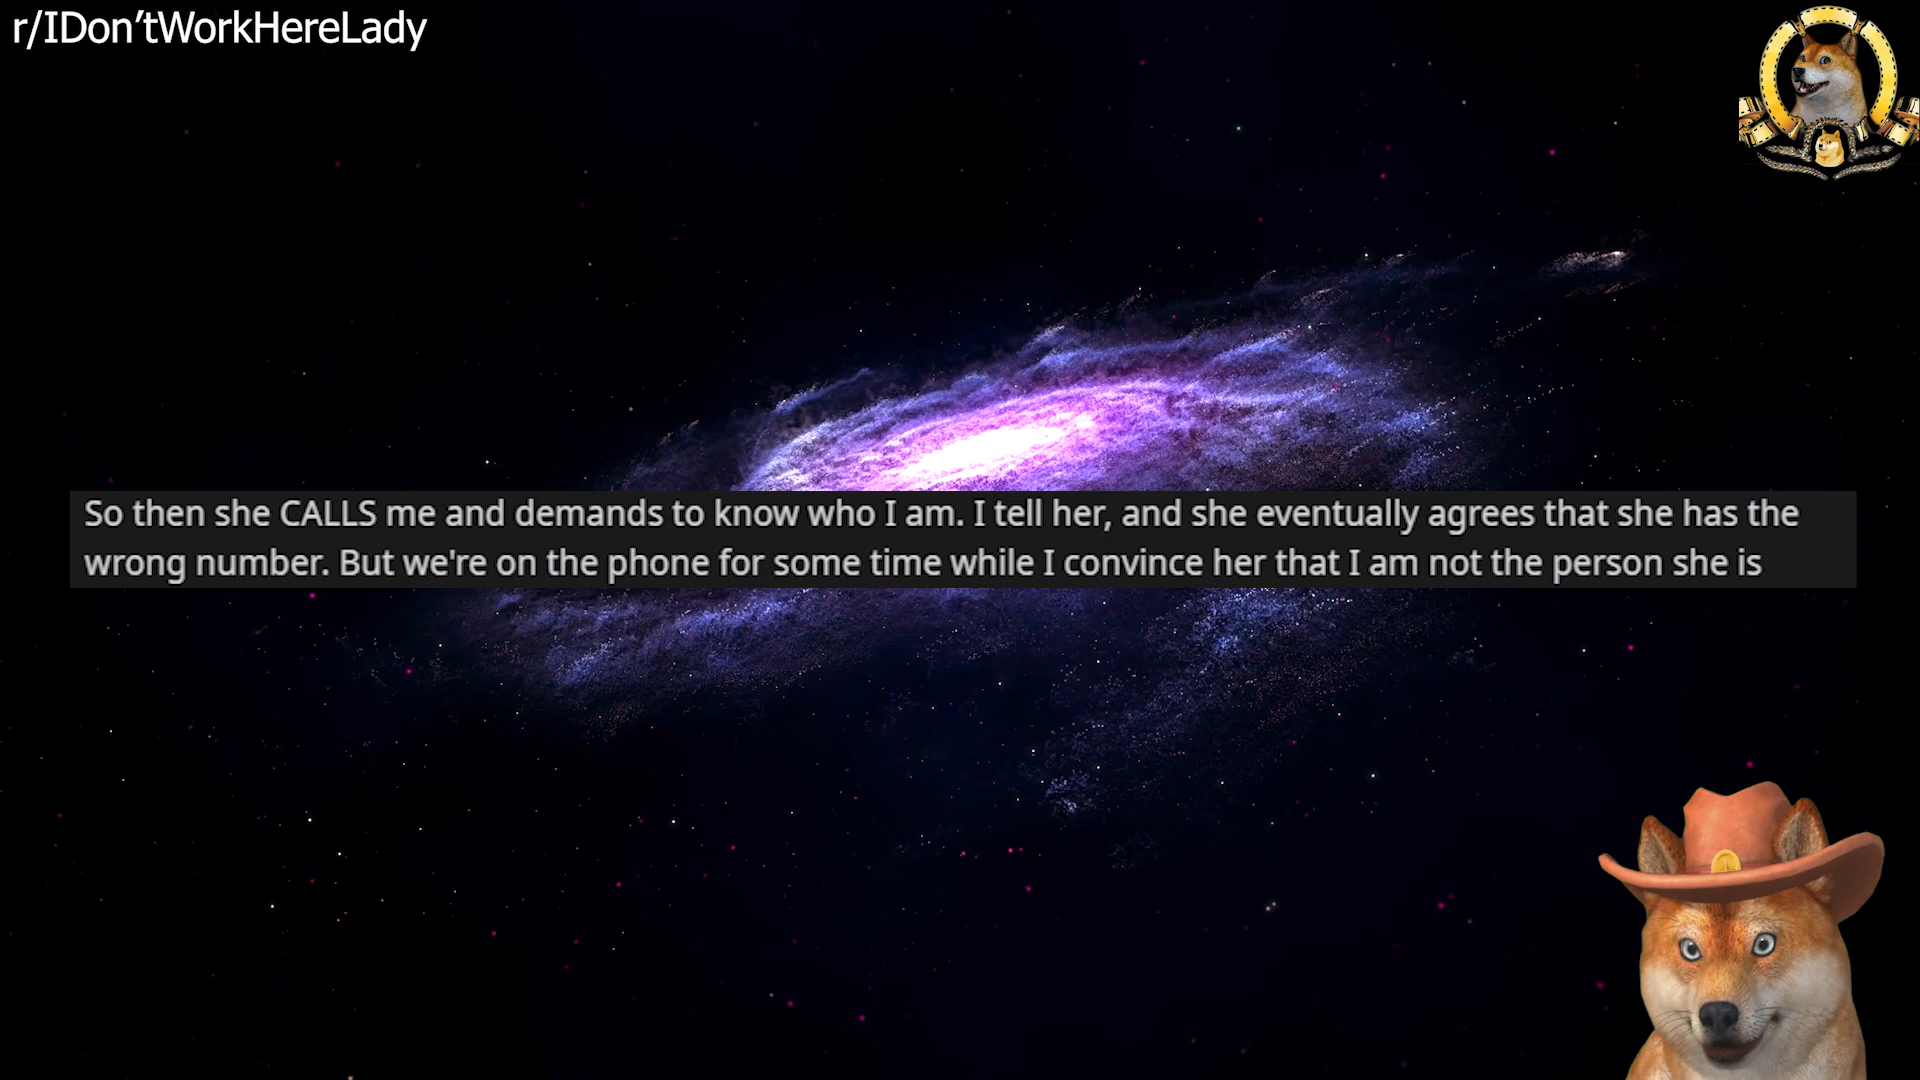 r/IDon’tWorkHereLady
So then she CALLS me and demands to know who I am. I tell her, and she eventually agrees that she has the
wrong number. But we're on the phone for some time while I convince her that I am not the person she is